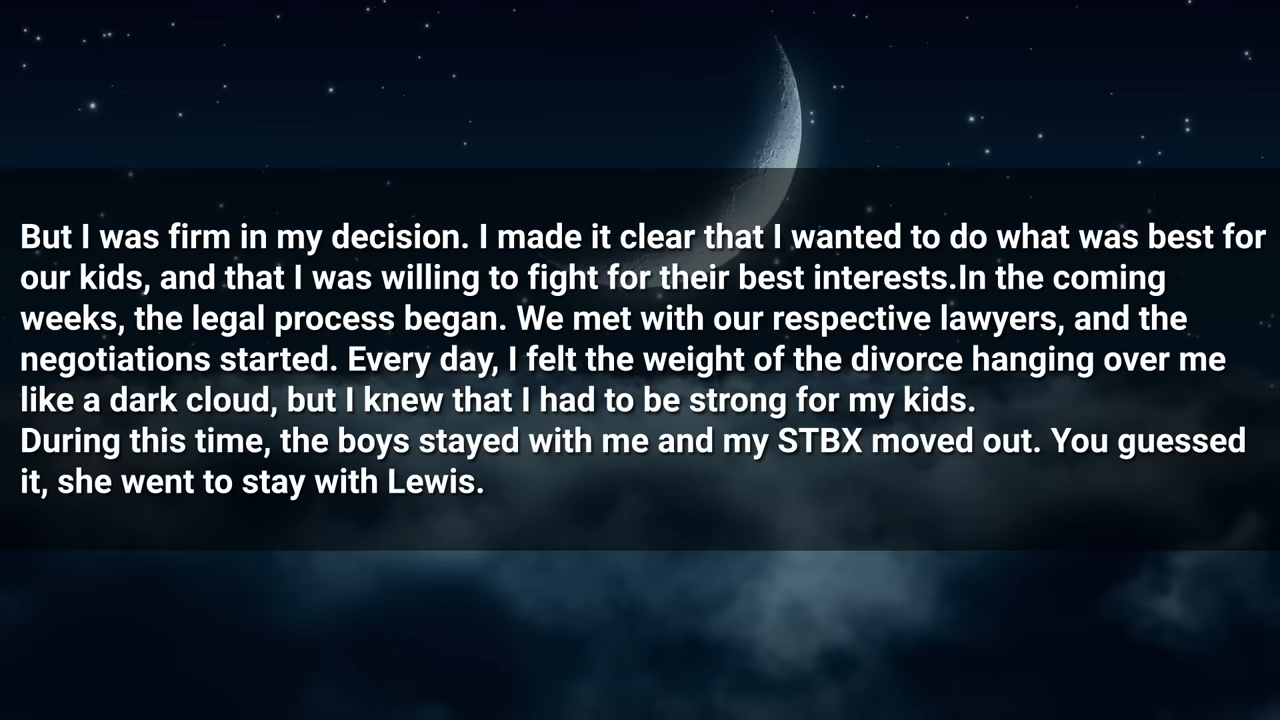 But I was firm in my decision. I made it clear that I wanted to do what was best for
our kids, and that I was willing to fight for their best interests.In the coming
weeks, the legal process began. We met with our respective lawyers, and the
negotiations started. Every day, I felt the weight of the divorce hanging over me
like a dark cloud, but I knew that I had to be strong for my kids.
During this time, the boys stayed with me and my STBX moved out. You guessed
it, she went to stay with Lewis.